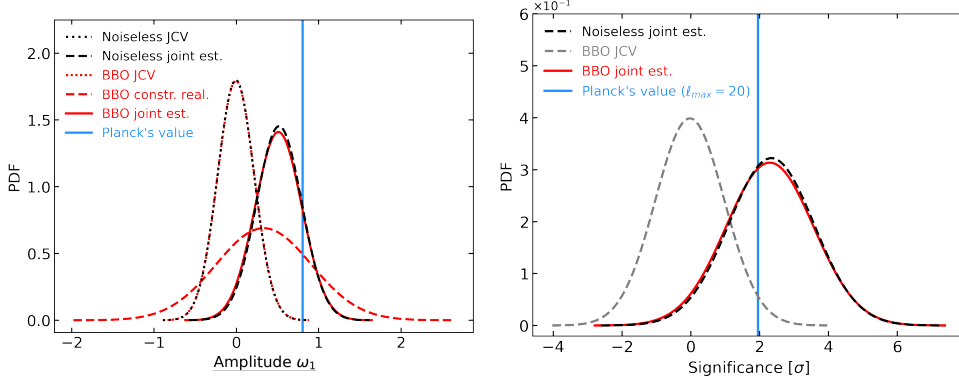 Noiseless JCV
Noiseless joint est.
BBO JCV
BBO constr. real.
BBO joint est.
Planck's value
PDF
2.0
1.5
1.0
0.5
0.0
−2
−1
0
1
2
Amplitude ω₁
×10⁻¹
Noiseless joint est.
BBO JCV
BBO joint est.
Planck's value (ℓₘₐₓ = 20)
PDF
6
5
4
3
2
1
0
−4
−2
0
2
4
6
Significance [σ]